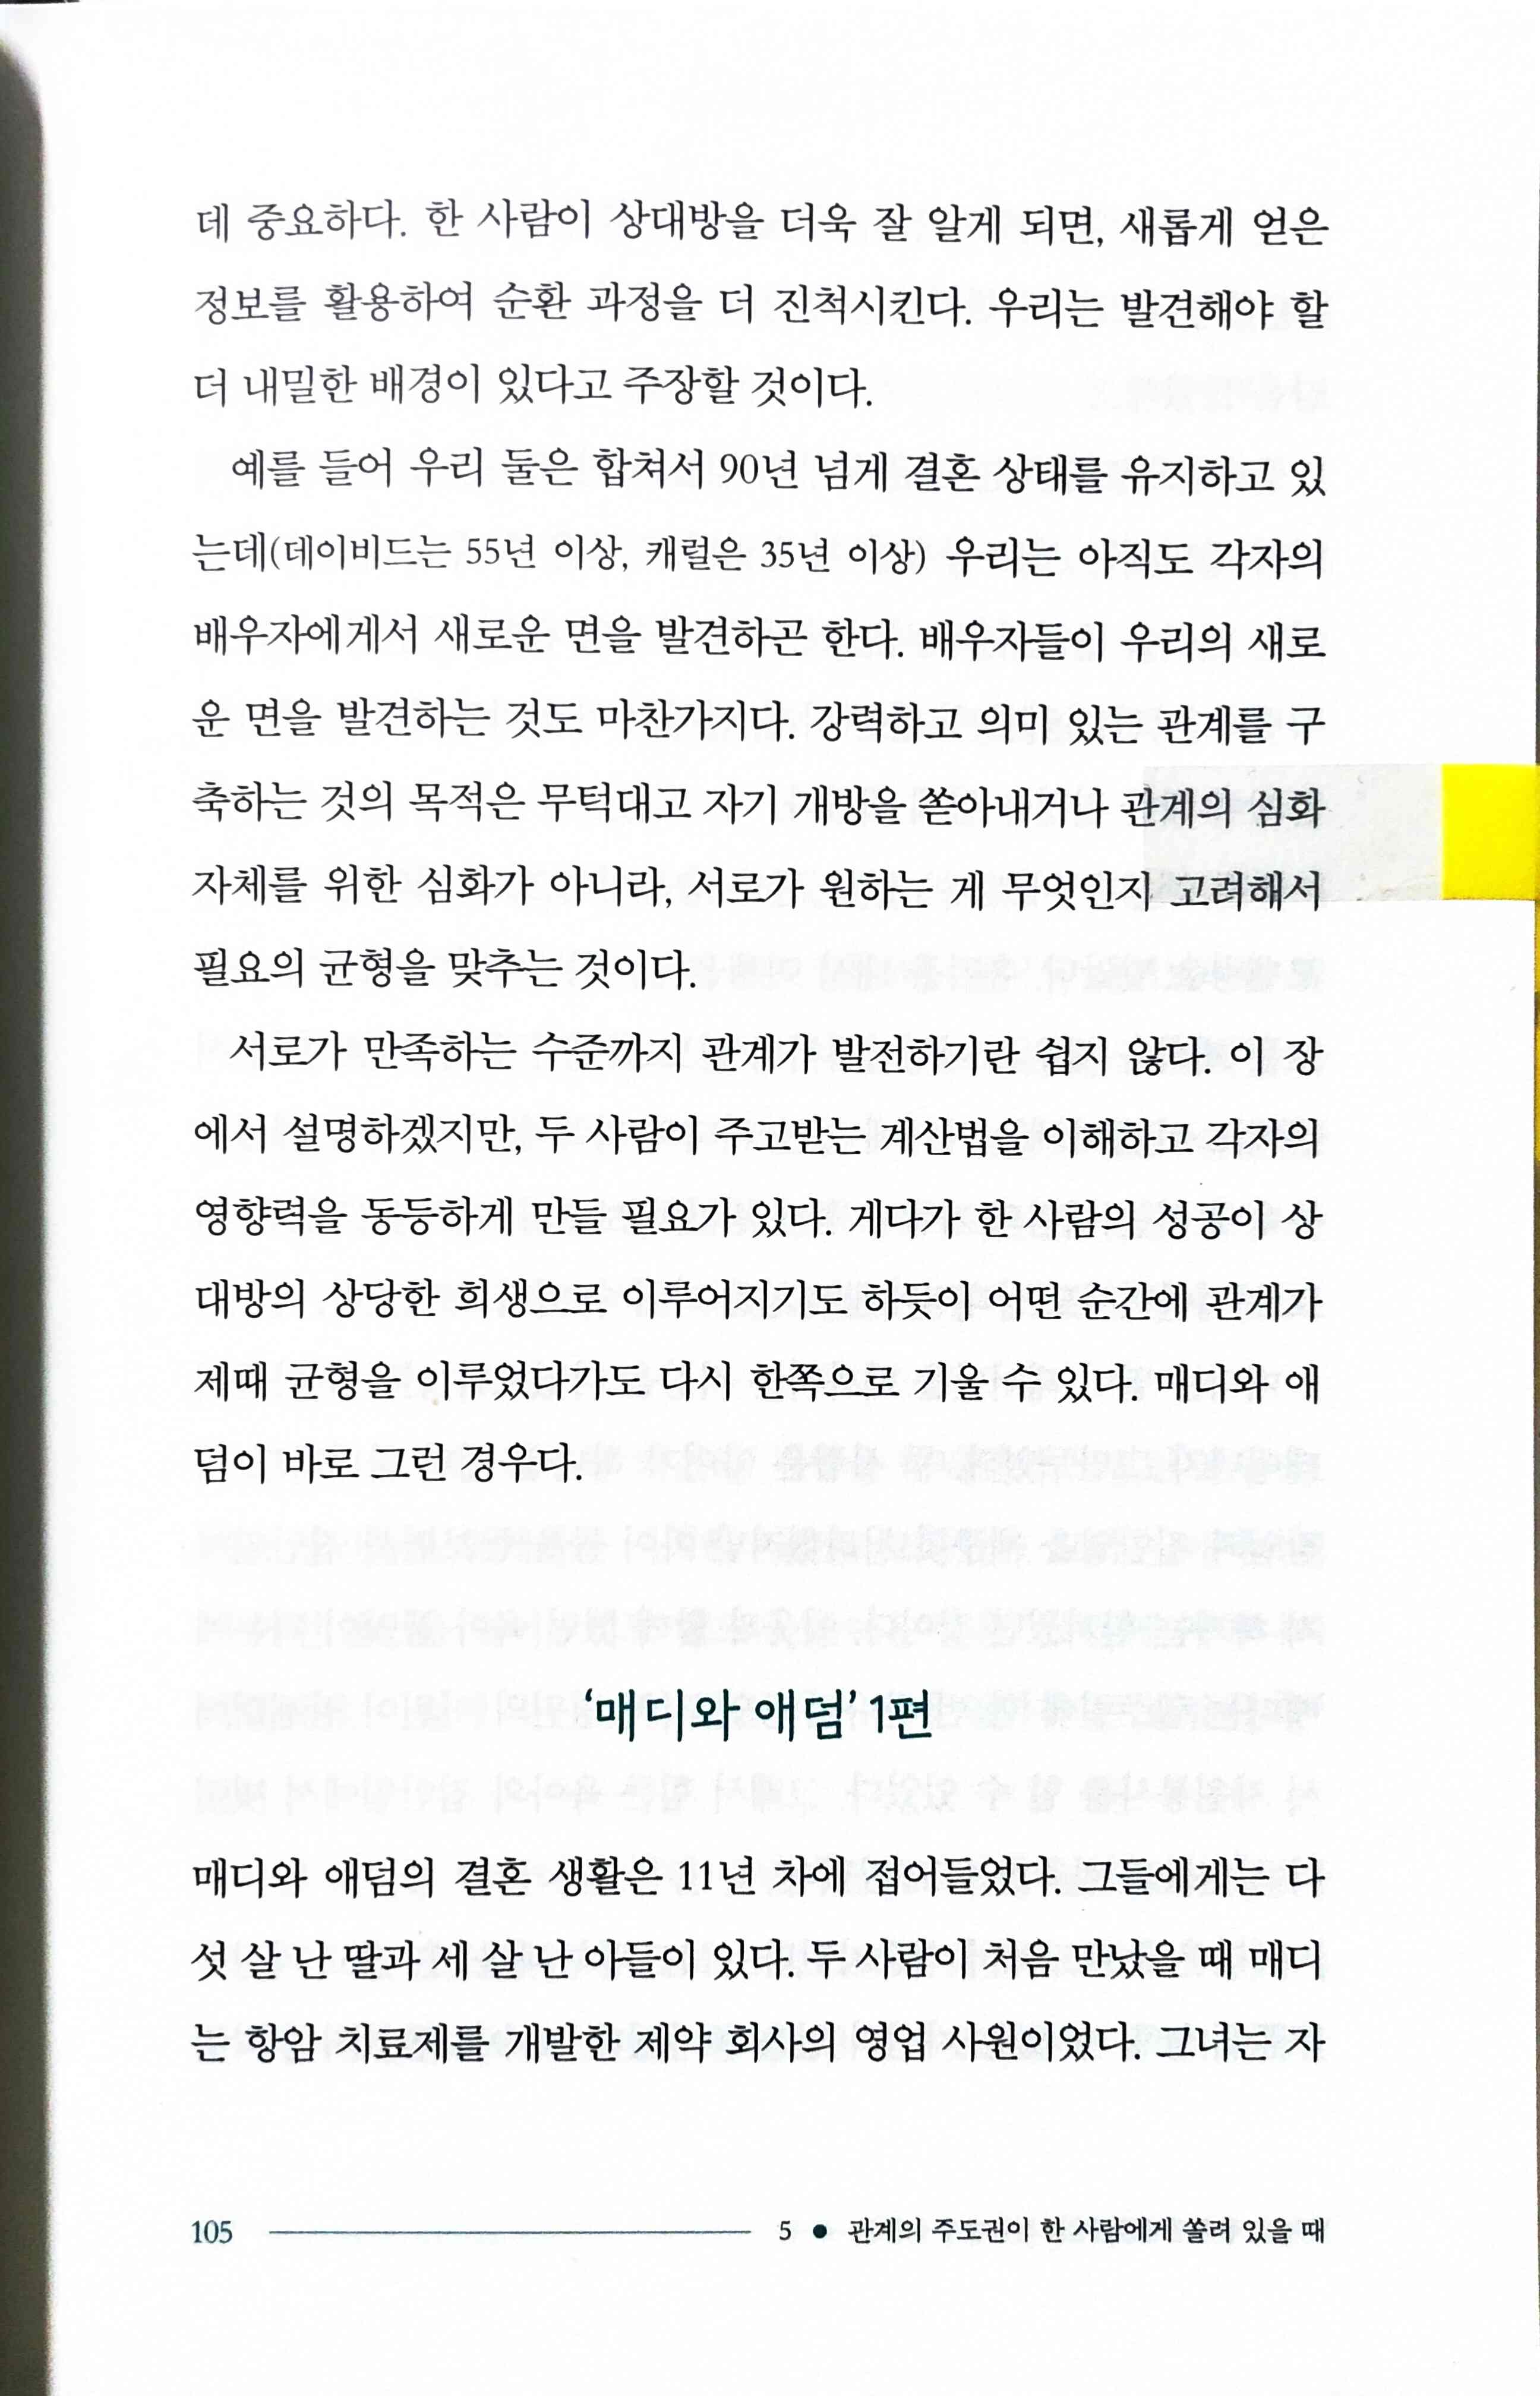 데 중요하다. 한 사람이 상대방을 더욱 잘 알게 되면, 새롭게 얻은
정보를 활용하여 순환 과정을 더 진척시킨다. 우리는 발견해야 할
더 내밀한 배경이 있다고 주장할 것이다.
예를 들어 우리 둘은 합쳐서 90년 넘게 결혼 상태를 유지하고 있
는데(데이비드는 55년 이상, 캐럴은 35년 이상) 우리는 아직도 각자의
배우자에게서 새로운 면을 발견하곤 한다. 배우자들이 우리의 새로
운 면을 발견하는 것도 마찬가지다. 강력하고 의미 있는 관계를 구
축하는 것의 목적은 무턱대고 자기 개방을 쏟아내거나 관계의 심화
자체를 위한 심화가 아니라, 서로가 원하는 게 무엇인지 고려해서
필요의 균형을 맞추는 것이다.
서로가 만족하는 수준까지 관계가 발전하기란 쉽지 않다. 이 장
에서 설명하겠지만, 두 사람이 주고받는 계산법을 이해하고 각자의
영향력을 동등하게 만들 필요가 있다. 게다가 한 사람의 성공이 상
대방의 상당한 희생으로 이루어지기도 하듯이 어떤 순간에 관계가
제때 균형을 이루었다가도 다시 한쪽으로 기울 수 있다. 매디와 애
덤이 바로 그런 경우다.
‘매디와 애덤’ 1편
매디와 애덤의 결혼 생활은 11년 차에 접어들었다. 그들에게는 다
섯 살 난 딸과 세 살 난 아들이 있다. 두 사람이 처음 만났을 때 매디
는 항암 치료제를 개발한 제약 회사의 영업 사원이었다. 그녀는 자
105 5 ● 관계의 주도권이 한 사람에게 쏠려 있을 때